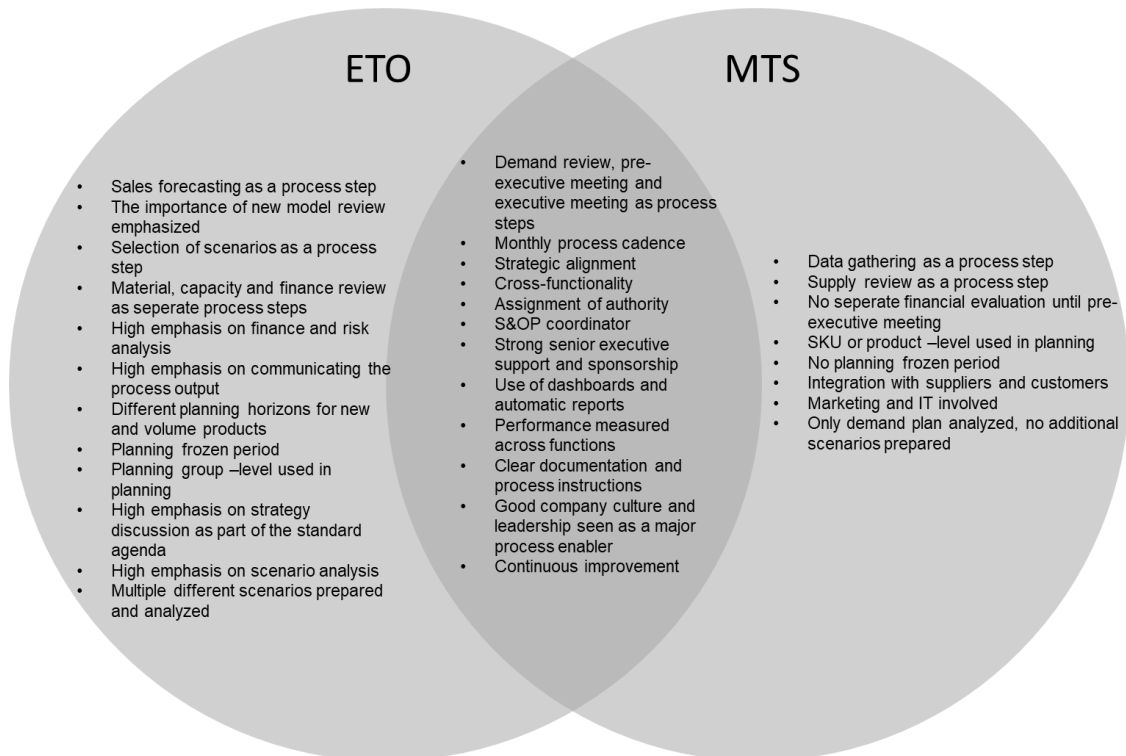 ETO
MTS
• Sales forecasting as a process step
• The importance of new model review
emphasized
• Selection of scenarios as a process
step
• Material, capacity and finance review
as seperate process steps
• High emphasis on finance and risk
analysis
• High emphasis on communicating the
process output
• Different planning horizons for new
and volume products
• Planning frozen period
• Planning group –level used in
planning
• High emphasis on strategy
discussion as part of the standard
agenda
• High emphasis on scenario analysis
• Multiple different scenarios prepared
and analyzed
• Demand review, pre-
executive meeting and
executive meeting as process
steps
• Monthly process cadence
• Strategic alignment
• Cross-functionality
• Assignment of authority
• S&OP coordinator
• Strong senior executive
support and sponsorship
• Use of dashboards and
automatic reports
• Performance measured
across functions
• Clear documentation and
process instructions
• Good company culture and
leadership seen as a major
process enabler
• Continuous improvement
• Data gathering as a process step
• Supply review as a process step
• No seperate financial evaluation until pre-
executive meeting
• SKU or product –level used in planning
• No planning frozen period
• Integration with suppliers and customers
• Marketing and IT involved
• Only demand plan analyzed, no additional
scenarios prepared